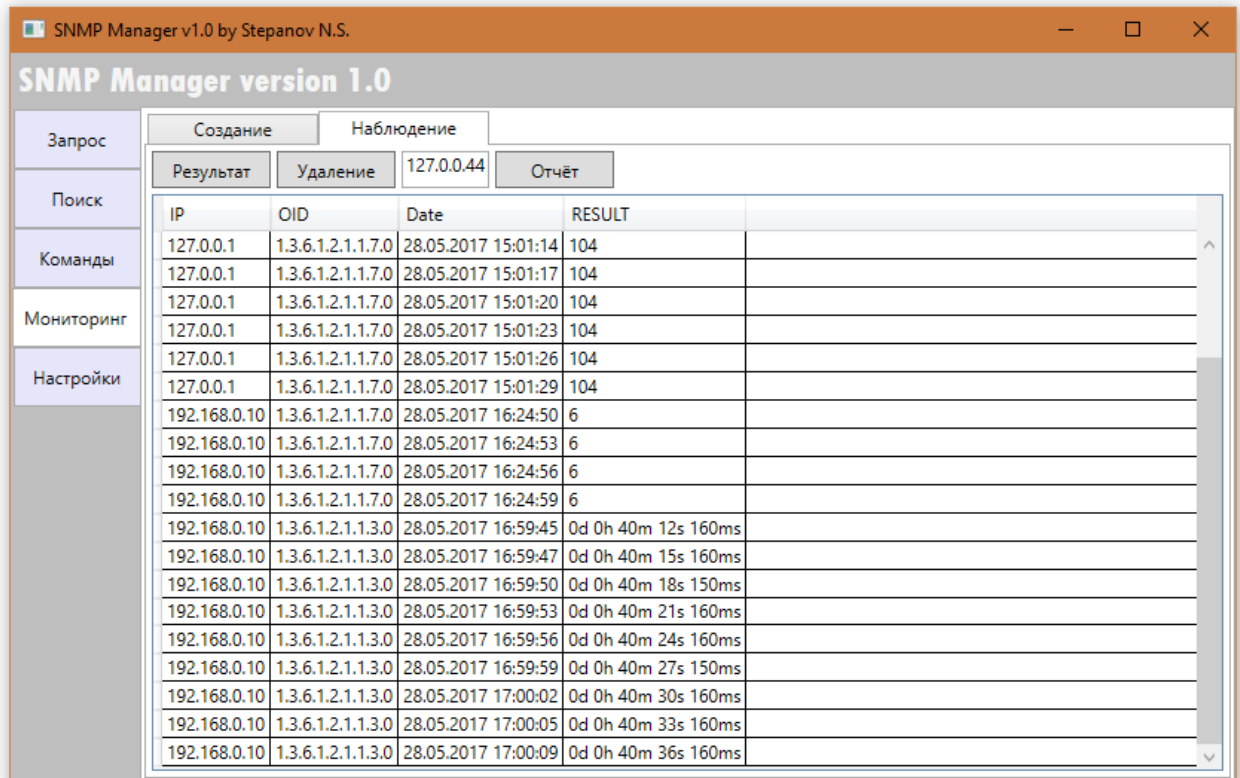 SNMP Manager v1.0 by Stepanov N.S.
SNMP Manager version 1.0
Запрос
Поиск
Команды
Мониторинг
Настройки
Создание Наблюдение
Результат Удаление 127.0.0.44 Отчёт
IP OID Date RESULT
127.0.0.1 1.3.6.1.2.1.1.7.0 28.05.2017 15:01:14 104
127.0.0.1 1.3.6.1.2.1.1.7.0 28.05.2017 15:01:17 104
127.0.0.1 1.3.6.1.2.1.1.7.0 28.05.2017 15:01:20 104
127.0.0.1 1.3.6.1.2.1.1.7.0 28.05.2017 15:01:23 104
127.0.0.1 1.3.6.1.2.1.1.7.0 28.05.2017 15:01:26 104
127.0.0.1 1.3.6.1.2.1.1.7.0 28.05.2017 15:01:29 104
192.168.0.10 1.3.6.1.2.1.1.7.0 28.05.2017 16:24:50 6
192.168.0.10 1.3.6.1.2.1.1.7.0 28.05.2017 16:24:53 6
192.168.0.10 1.3.6.1.2.1.1.7.0 28.05.2017 16:24:56 6
192.168.0.10 1.3.6.1.2.1.1.7.0 28.05.2017 16:24:59 6
192.168.0.10 1.3.6.1.2.1.1.3.0 28.05.2017 16:59:45 0d 0h 40m 12s 160ms
192.168.0.10 1.3.6.1.2.1.1.3.0 28.05.2017 16:59:47 0d 0h 40m 15s 160ms
192.168.0.10 1.3.6.1.2.1.1.3.0 28.05.2017 16:59:50 0d 0h 40m 18s 150ms
192.168.0.10 1.3.6.1.2.1.1.3.0 28.05.2017 16:59:53 0d 0h 40m 21s 160ms
192.168.0.10 1.3.6.1.2.1.1.3.0 28.05.2017 16:59:56 0d 0h 40m 24s 160ms
192.168.0.10 1.3.6.1.2.1.1.3.0 28.05.2017 16:59:59 0d 0h 40m 27s 150ms
192.168.0.10 1.3.6.1.2.1.1.3.0 28.05.2017 17:00:02 0d 0h 40m 30s 160ms
192.168.0.10 1.3.6.1.2.1.1.3.0 28.05.2017 17:00:05 0d 0h 40m 33s 160ms
192.168.0.10 1.3.6.1.2.1.1.3.0 28.05.2017 17:00:09 0d 0h 40m 36s 160ms